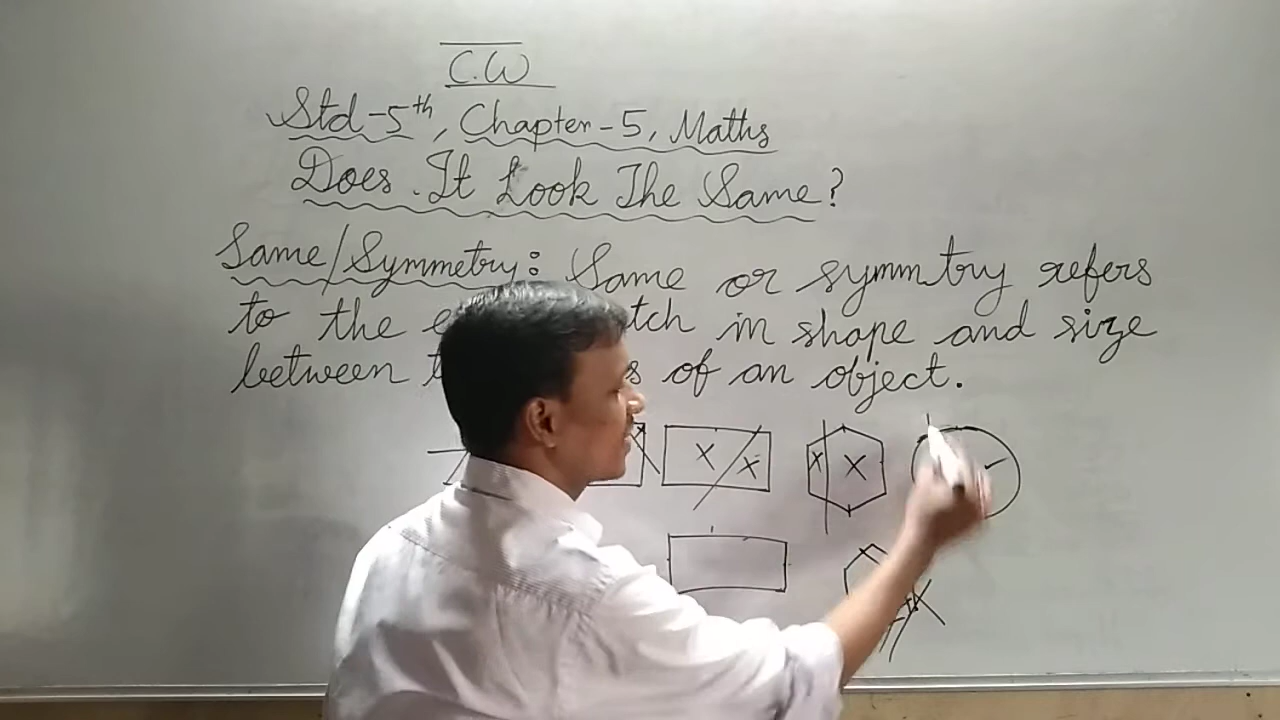 C.W
Std-5th, Chapter-5, Maths
Does It Look The Same?
Same/Symmetry: Same or symmtry refers
to the tch in shape and size
between s of an object.